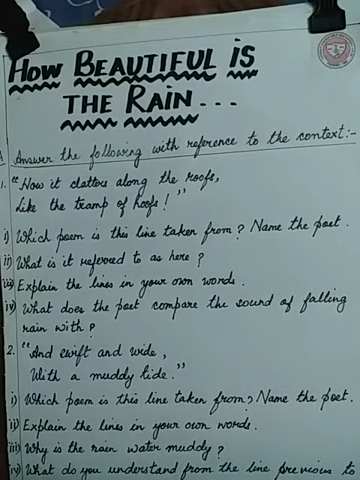 How BEAUTIFUL is
THE RAIN...
A Answer the following with reference to the context:-
1. "How it clatters along the roofs,
Like the tramp of hoofs!"
i) Which poem is this line taken from? Name the poet.
ii) What is it referred to as here?
iii) Explain the lines in your own words.
iv) What does the poet compare the sound of falling
rain with?
2. "And swift and wide,
With a muddy tide."
i) Which poem is this line taken from? Name the poet.
ii) Explain the lines in your own words.
iii) Why is the rain water muddy?
iv) What do you understand from the line previous to